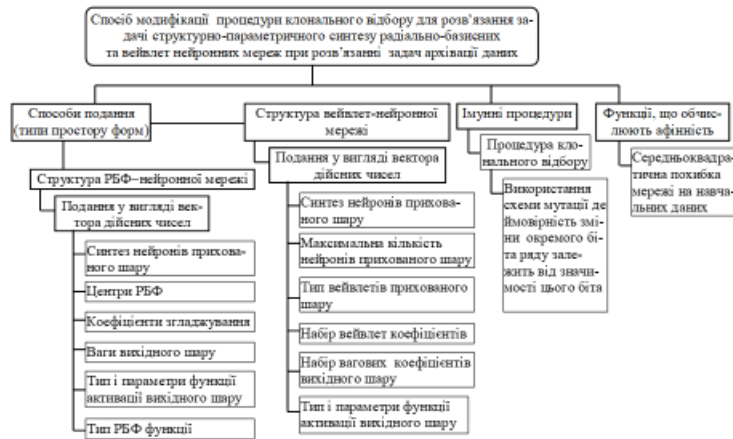 Спосіб модифікації процедури клонального відбору для розв’язання за-
дачі структурно-параметричного синтезу радіально-базисних
та вейвлет нейронних мереж при розв’язанні задач архівації даних
Способи подання
(типи простору форм)
Структура РБФ–нейронної мережі
Подання у вигляді век-
тора дійсних чисел
Синтез нейронів прихова-
ного шару
Центри РБФ
Коефіцієнти згладжування
Ваги вихідного шару
Тип і параметри функції
активації вихідного шару
Тип РБФ функції
Структура вейвлет-нейронної
мережі
Подання у вигляді вектора
дійсних чисел
Синтез нейронів прихова-
ного шару
Максимальна кількість
нейронів прихованого шару
Тип вейвлетів прихованого
шару
Набір вейвлет коефіцієнтів
Набір вагових коефіцієнтів
вихідного шару
Тип і параметри функції
активації вихідного шару
Імунні процедури
Процедура кло-
нального відбору
Використання
схеми мутації де
ймовірність змі-
ни окремого бі-
та ряду зале-
жить від значи-
мості цього біта
Функції, що обчис-
люють афінність
Середньоквадра-
тична похибка
мережі на навча-
льних даних